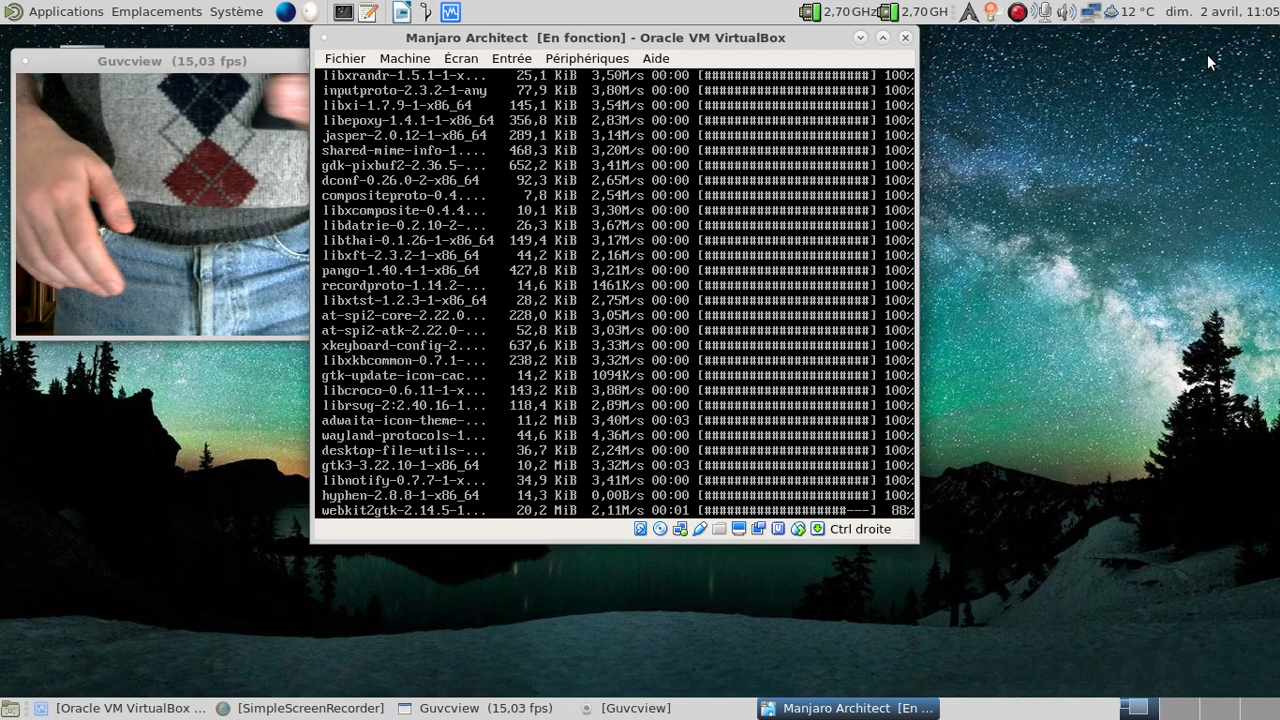 Applications Emplacements Système 2,70 GHz 2,70 GH 12 °C dim. 2 avril, 11:05
Guvcview (15,03 fps)
Manjaro Architect [En fonction] - Oracle VM VirtualBox
Fichier Machine Écran Entrée Périphériques Aide
libxrandr-1.5.1-1-x... 25,1 KiB 3,50M/s 00:00 [######################] 100%
inputproto-2.3.2-1-any 77,9 KiB 3,80M/s 00:00 [######################] 100%
libxi-1.7.9-1-x86_64 145,1 KiB 3,54M/s 00:00 [######################] 100%
libepoxy-1.4.1-1-x86_64 356,8 KiB 2,83M/s 00:00 [######################] 100%
jasper-2.0.12-1-x86_64 289,1 KiB 3,14M/s 00:00 [######################] 100%
shared-mime-info-1.... 468,3 KiB 3,20M/s 00:00 [######################] 100%
gdk-pixbuf2-2.36.5-... 652,2 KiB 3,41M/s 00:00 [######################] 100%
dconf-0.26.0-2-x86_64 92,3 KiB 2,65M/s 00:00 [######################] 100%
compositeproto-0.4.... 7,8 KiB 2,54M/s 00:00 [######################] 100%
libxcomposite-0.4.4... 10,1 KiB 3,30M/s 00:00 [######################] 100%
libdatrie-0.2.10-2-... 26,3 KiB 3,67M/s 00:00 [######################] 100%
libthai-0.1.26-1-x86_64 149,4 KiB 3,17M/s 00:00 [######################] 100%
libxft-2.3.2-1-x86_64 44,2 KiB 2,16M/s 00:00 [######################] 100%
pango-1.40.4-1-x86_64 427,8 KiB 3,21M/s 00:00 [######################] 100%
recordproto-1.14.2-... 14,6 KiB 1461K/s 00:00 [######################] 100%
libxtst-1.2.3-1-x86_64 28,2 KiB 2,75M/s 00:00 [######################] 100%
at-spi2-core-2.22.0... 228,0 KiB 3,05M/s 00:00 [######################] 100%
at-spi2-atk-2.22.0-... 52,8 KiB 3,03M/s 00:00 [######################] 100%
xkeyboard-config-2.... 637,6 KiB 3,33M/s 00:00 [######################] 100%
libxkbcommon-0.7.1-... 238,2 KiB 3,32M/s 00:00 [######################] 100%
gtk-update-icon-cac... 14,2 KiB 1094K/s 00:00 [######################] 100%
libcroco-0.6.11-1-x... 143,2 KiB 3,88M/s 00:00 [######################] 100%
librsvg-2:2.40.16-1... 118,4 KiB 2,89M/s 00:00 [######################] 100%
adwaita-icon-theme-... 11,2 MiB 3,40M/s 00:03 [######################] 100%
wayland-protocols-1... 44,6 KiB 4,36M/s 00:00 [######################] 100%
desktop-file-utils-... 36,7 KiB 2,24M/s 00:00 [######################] 100%
gtk3-3.22.10-1-x86_64 10,2 MiB 3,32M/s 00:03 [######################] 100%
libnotify-0.7.7-1-x... 34,9 KiB 3,41M/s 00:00 [######################] 100%
hyphen-2.8.8-1-x86_64 14,3 KiB 0,00B/s 00:00 [######################] 100%
webkit2gtk-2.14.5-1... 20,2 MiB 2,11M/s 00:01 [###################---] 88%
Ctrl droite
[Oracle VM VirtualBox ... [SimpleScreenRecorder] Guvcview (15,03 fps) [Guvcview] Manjaro Architect [En ...